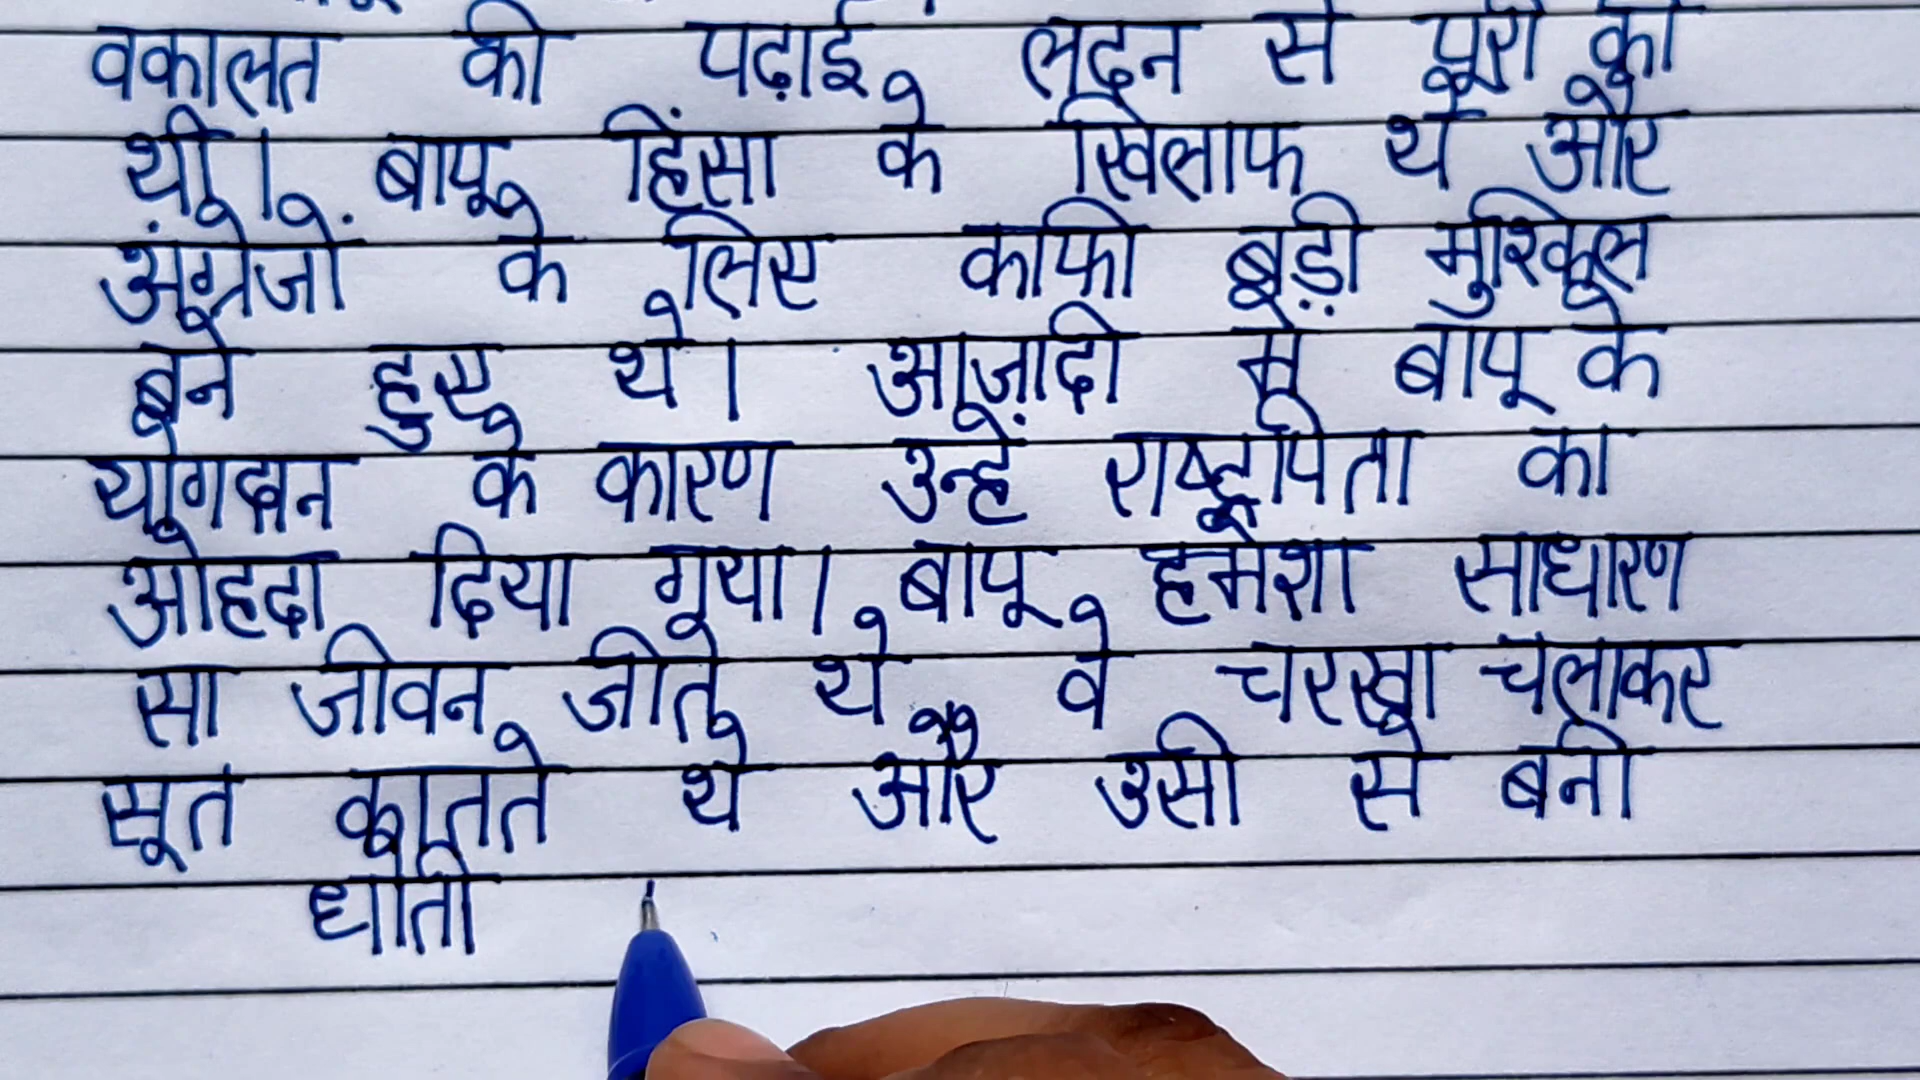 वकालत की पढ़ाई लंदन से पूरी की
थी। बापू हिंसा के खिलाफ थे और
अंग्रेजों के लिए काफी बड़ी मुश्किल
बने हुए थे। आज़ादी में बापू के
योगदान के कारण उन्हें राष्ट्रपिता का
ओहदा दिया गया। बापू हमेशा साधारण
सा जीवन जीते थे वे चरखा चलाकर
सूत कातते थे और उसी से बनी
धोती